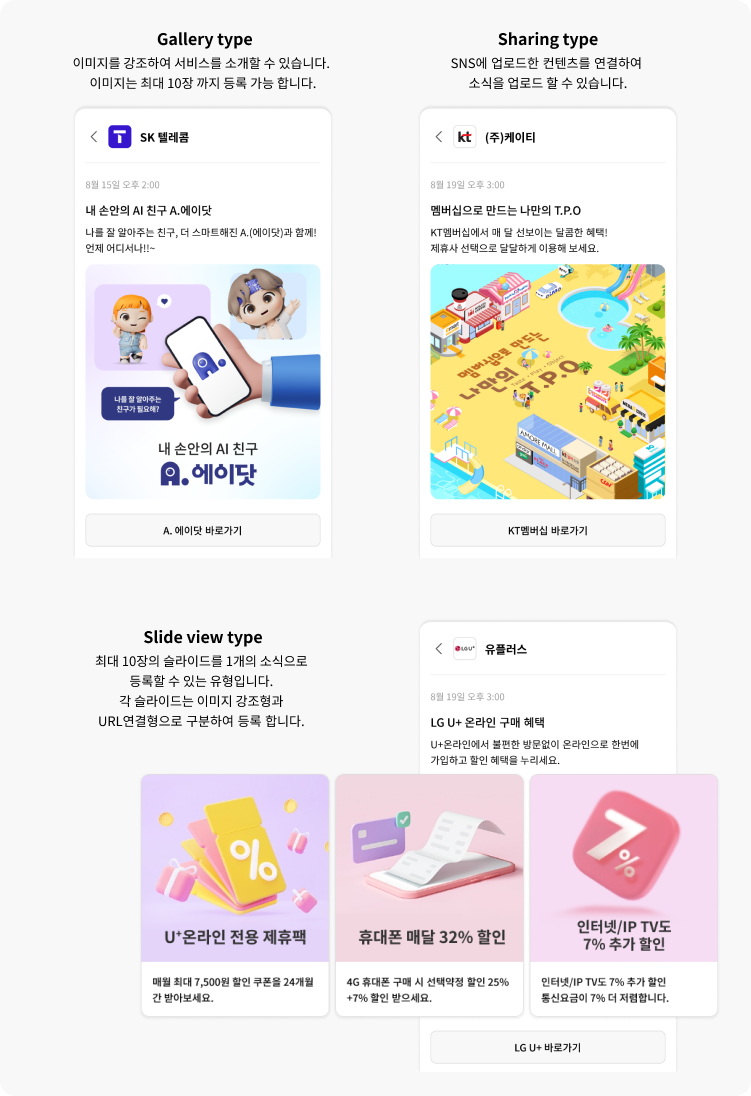 Gallery type
이미지를 강조하여 서비스를 소개할 수 있습니다.
이미지는 최대 10장 까지 등록 가능 합니다.
T
SK 텔레콤
8월 15일 오후 2:00
내 손안의 AI 친구 A.에이닷
나를 잘 알아주는 친구, 더 스마트해진 A.(에이닷)과 함께!
언제 어디서나!!~
나를 잘 알아주는
친구가 필요해?
내 손안의 AI 친구
A.에이닷
A. 에이닷 바로가기
Sharing type
SNS에 업로드한 컨텐츠를 연결하여
소식을 업로드 할 수 있습니다.
kt
(주)케이티
8월 19일 오후 3:00
멤버십으로 만드는 나만의 T.P.O
KT멤버십에서 매 달 선보이는 달콤한 혜택!
제휴사 선택으로 달달하게 이용해 보세요.
멤버십으로 만드는
나만의 T.P.O
Time · Play · Object
AMORE MALL
KT멤버십 바로가기
Slide view type
최대 10장의 슬라이드를 1개의 소식으로
등록할 수 있는 유형입니다.
각 슬라이드는 이미지 강조형과
URL연결형으로 구분하여 등록 합니다.
LG U+
유플러스
8월 19일 오후 3:00
LG U+ 온라인 구매 혜택
U+온라인에서 불편한 방문없이 온라인으로 한번에
가입하고 할인 혜택을 누리세요.
%
U+온라인 전용 제휴팩
매월 최대 7,500원 할인 쿠폰을 24개월
간 받아보세요.
휴대폰 매달 32% 할인
4G 휴대폰 구매 시 선택약정 할인 25%
+7% 할인 받으세요.
7%
인터넷/IP TV도
7% 추가 할인
인터넷/IP TV도 7% 추가 할인
통신요금이 7% 더 저렴합니다.
LG U+ 바로가기